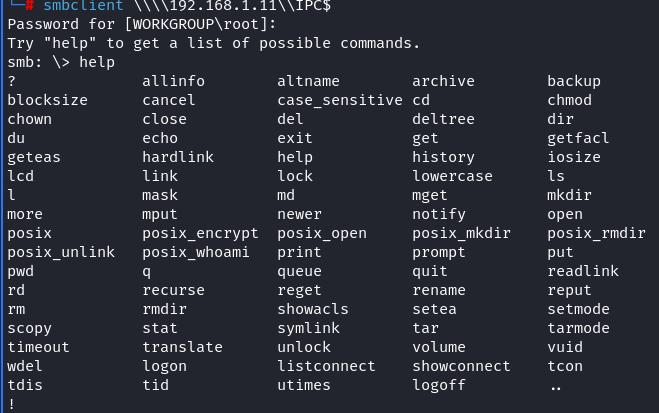 └─# smbclient \\\\192.168.1.11\\IPC$
Password for [WORKGROUP\root]:
Try "help" to get a list of possible commands.
smb: \> help
? allinfo altname archive backup
blocksize cancel case_sensitive cd chmod
chown close del deltree dir
du echo exit get getfacl
geteas hardlink help history iosize
lcd link lock lowercase ls
l mask md mget mkdir
more mput newer notify open
posix posix_encrypt posix_open posix_mkdir posix_rmdir
posix_unlink posix_whoami print prompt put
pwd q queue quit readlink
rd recurse reget rename reput
rm rmdir showacls setea setmode
scopy stat symlink tar tarmode
timeout translate unlock volume vuid
wdel logon listconnect showconnect tcon
tdis tid utimes logoff ..
!